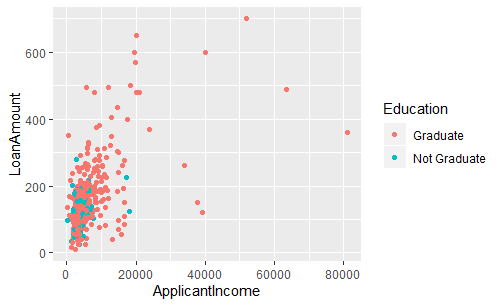 600
400
200
0
LoanAmount
0
20000
40000
60000
80000
ApplicantIncome
Education
Graduate
Not Graduate